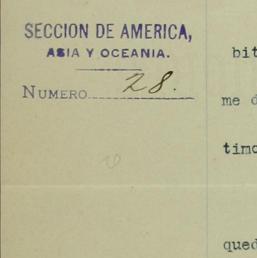 SECCION DE AMERICA,
ASIA Y OCEANIA.
NUMERO 28.
bit
me d
timo
qued